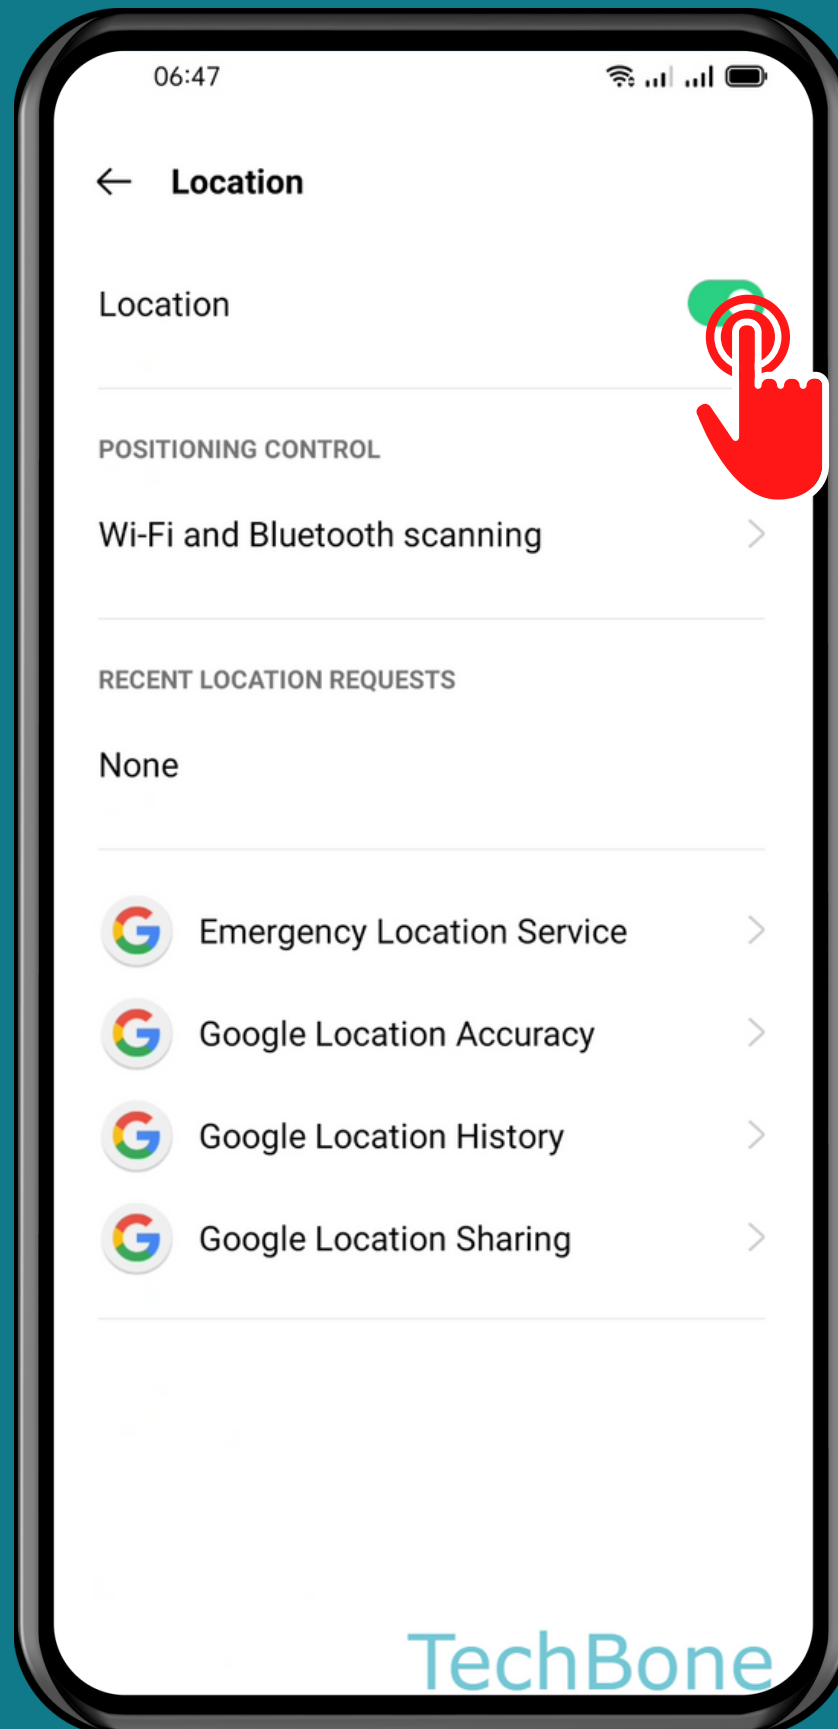 06:47
Location
Location
POSITIONING CONTROL
Wi-Fi and Bluetooth scanning
RECENT LOCATION REQUESTS
None
Emergency Location Service
Google Location Accuracy
Google Location History
Google Location Sharing
TechBone